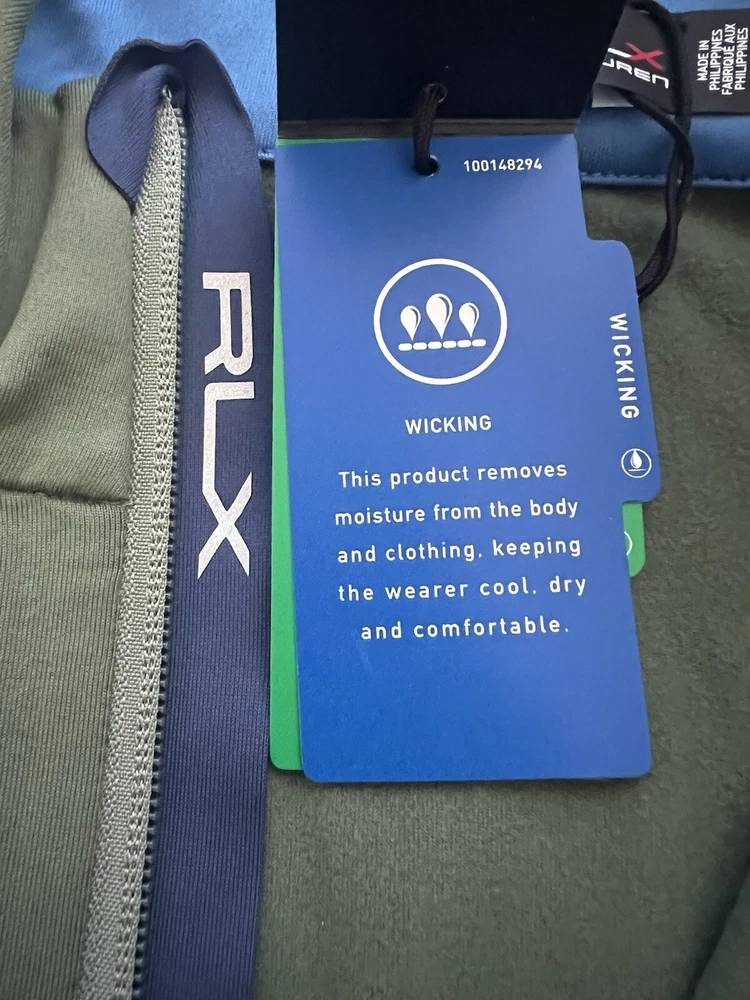 100148294
WICKING
This product removes
moisture from the body
and clothing, keeping
the wearer cool, dry
and comfortable.
WICKING
RLX
MADE IN
PHILIPPINES
FABRIQUÉ AUX
PHILIPPINES